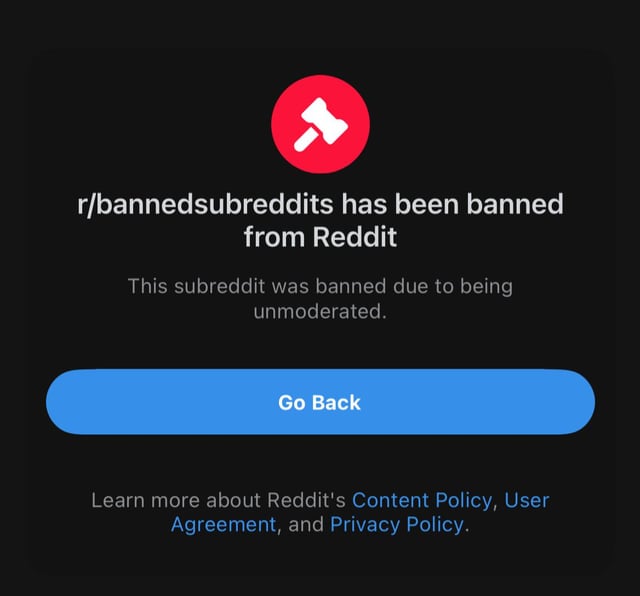 r/bannedsubreddits has been banned
from Reddit
This subreddit was banned due to being
unmoderated.
Go Back
Learn more about Reddit's Content Policy, User
Agreement, and Privacy Policy.